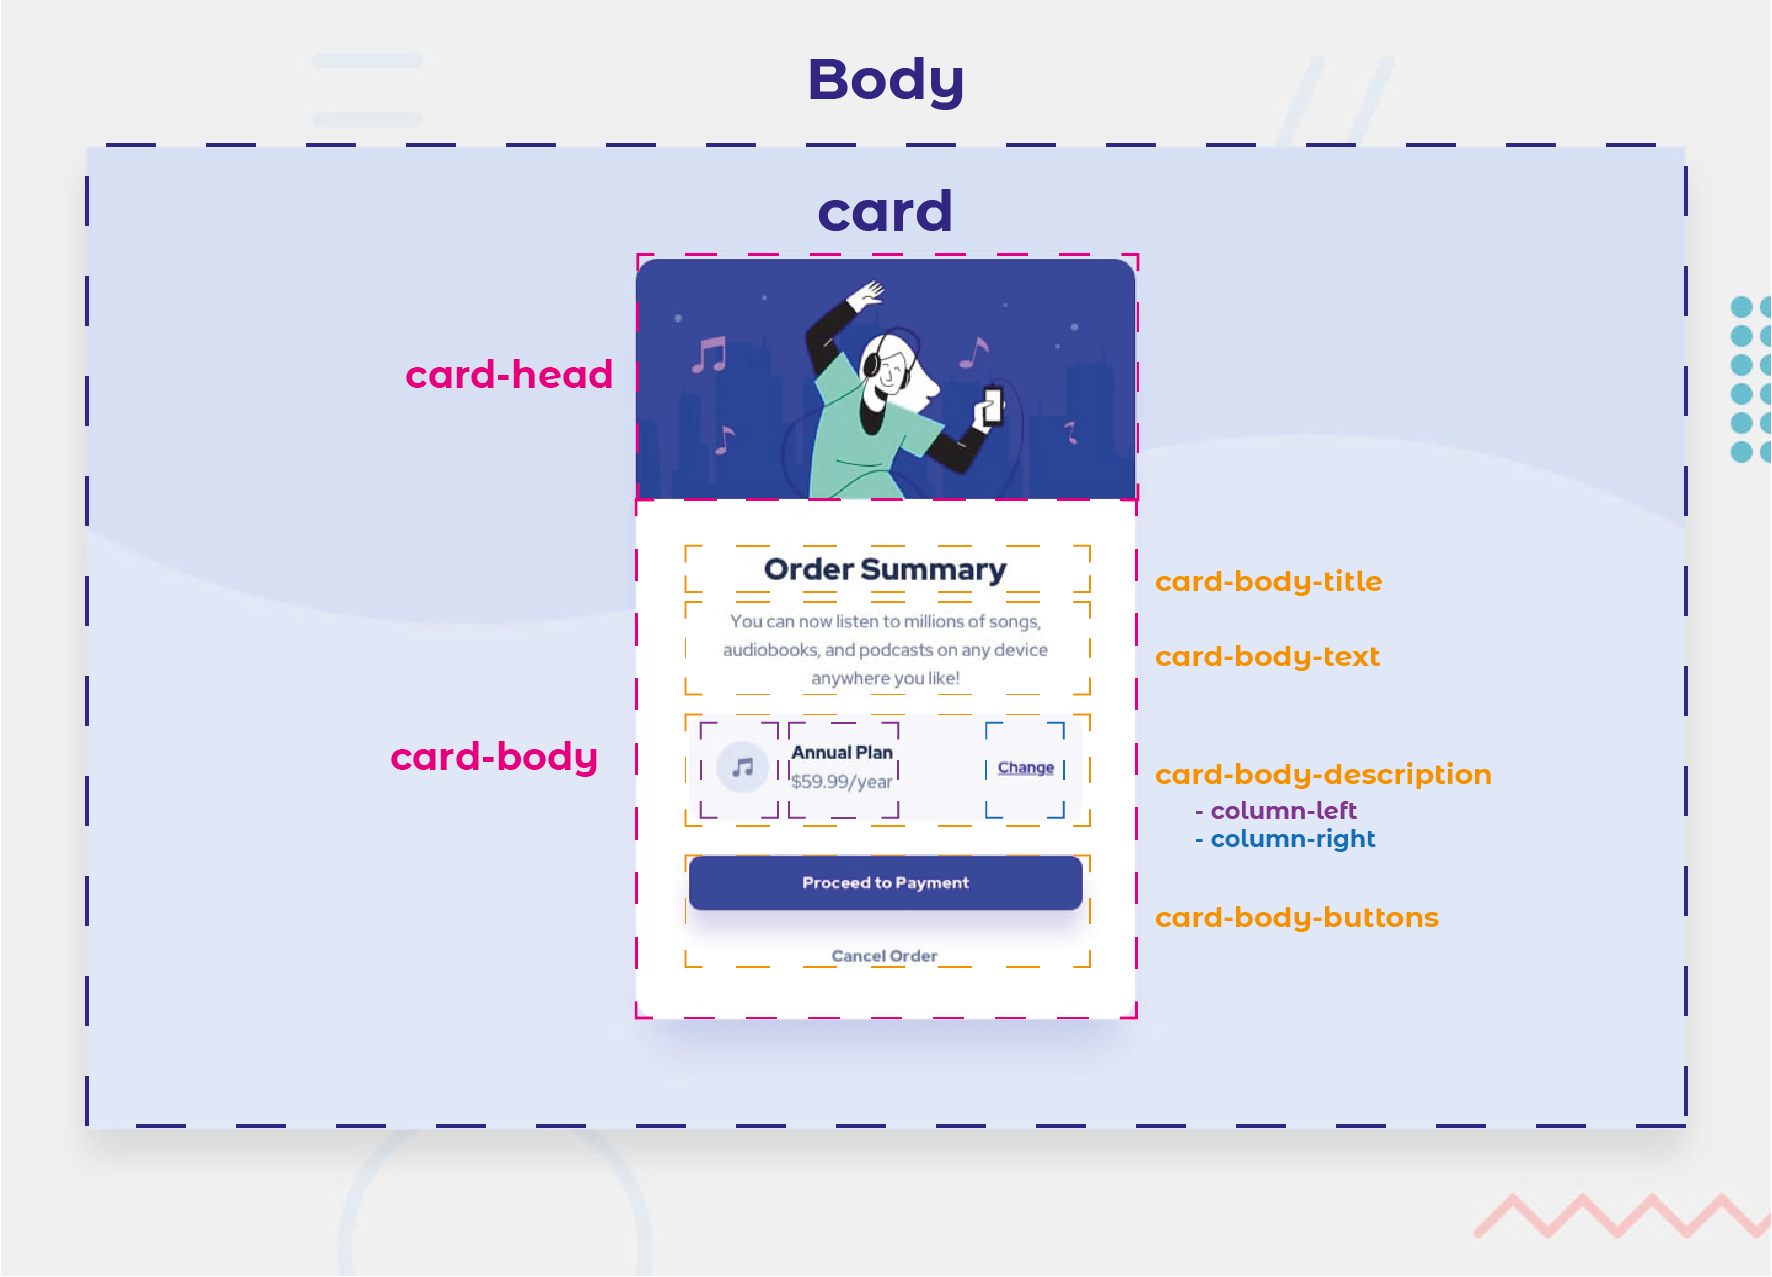 Body
card
card-head
Order Summary
card-body-title
You can now listen to millions of songs,
audiobooks, and podcasts on any device
anywhere you like!
card-body-text
card-body
Annual Plan
$59.99/year
Change
card-body-description
- column-left
- column-right
Proceed to Payment
card-body-buttons
Cancel Order